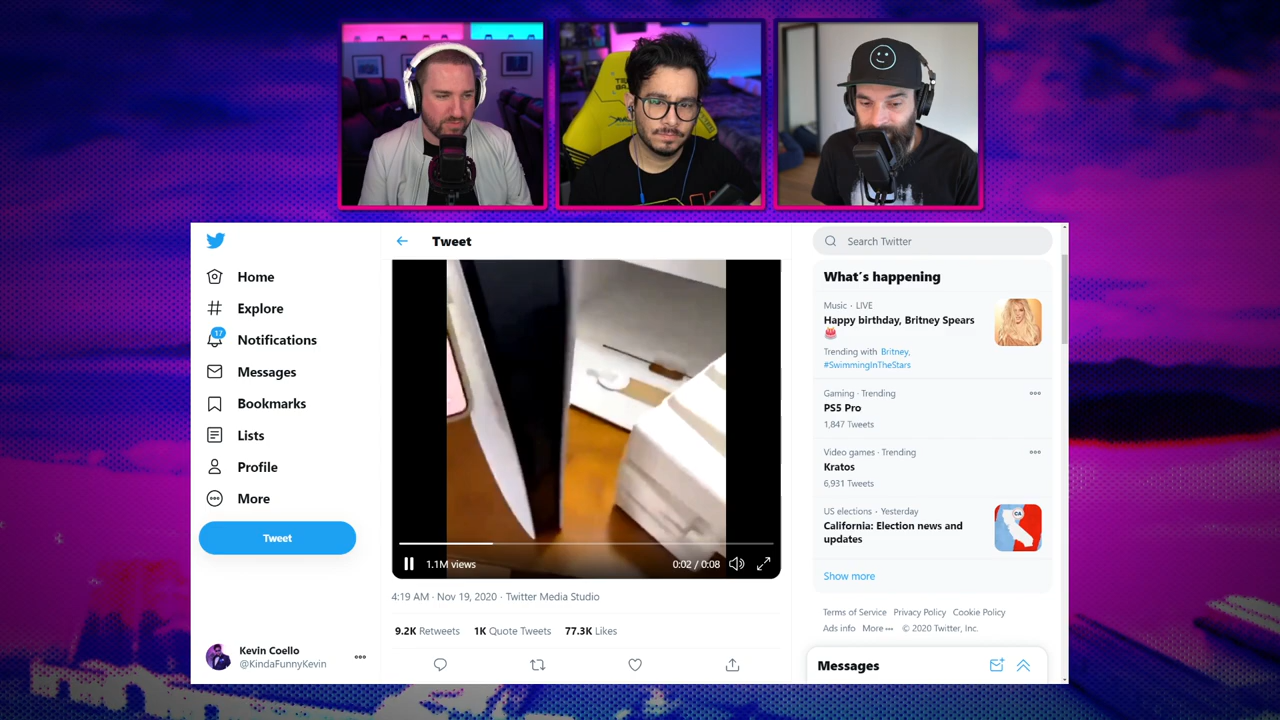 Home
Explore
17
Notifications
Messages
Bookmarks
Lists
Profile
More
Tweet
Kevin Coello
@KindaFunnyKevin
Tweet
1.1M views
0:02 / 0:08
4:19 AM · Nov 19, 2020 · Twitter Media Studio
9.2K Retweets 1K Quote Tweets 77.3K Likes
Search Twitter
What's happening
Music · LIVE
Happy birthday, Britney Spears
Trending with Britney,
#SwimmingInTheStars
Gaming · Trending
PS5 Pro
1,847 Tweets
Video games · Trending
Kratos
6,931 Tweets
US elections · Yesterday
California: Election news and
updates
CA
Show more
Terms of Service Privacy Policy Cookie Policy
Ads info More © 2020 Twitter, Inc.
Messages